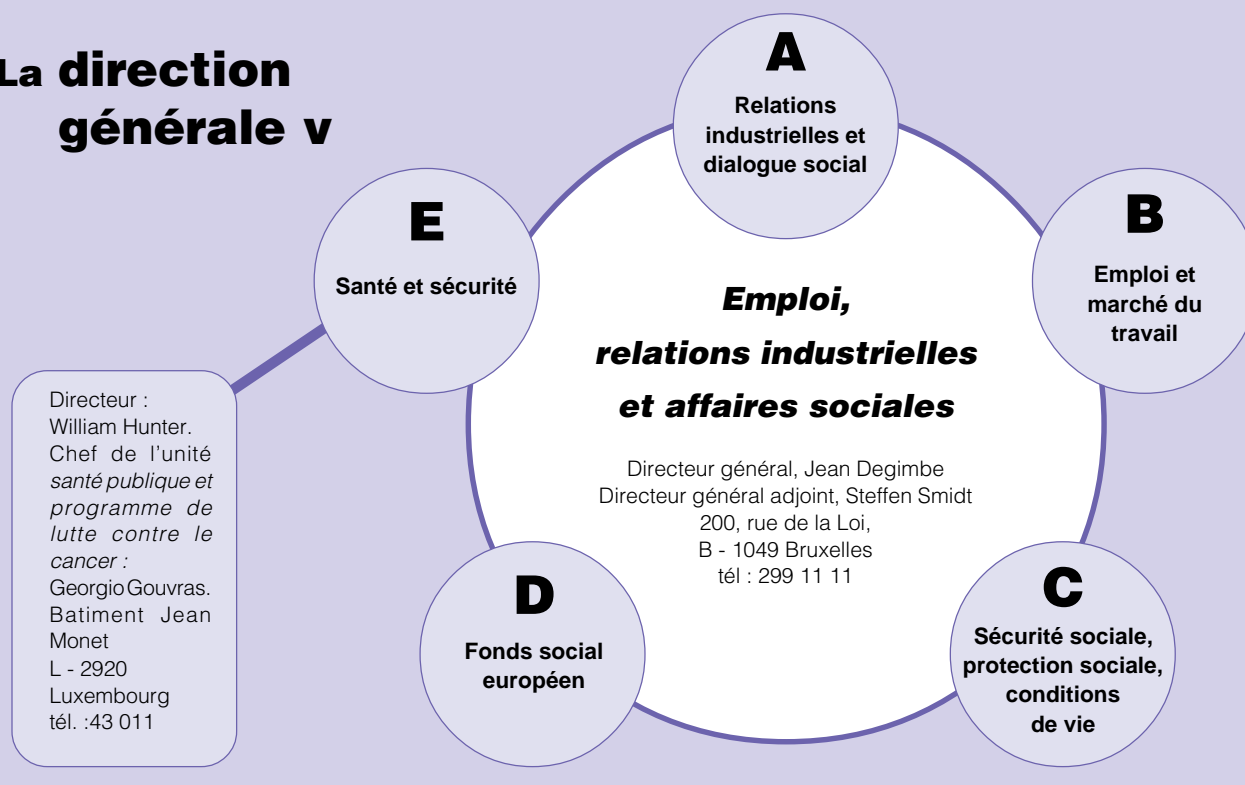 La direction
générale v
A
Relations
industrielles et
dialogue social
B
Emploi et
marché du
travail
E
Santé et sécurité
Emploi,
relations industrielles
et affaires sociales
Directeur général, Jean Degimbe
Directeur général adjoint, Steffen Smidt
200, rue de la Loi,
B - 1049 Bruxelles
tél : 299 11 11
Directeur :
William Hunter.
Chef de l'unité
santé publique et
programme de
lutte contre le
cancer :
Georgio Gouvras.
Batiment Jean
Monet
L - 2920
Luxembourg
tél. :43 011
D
Fonds social
européen
C
Sécurité sociale,
protection sociale,
conditions
de vie